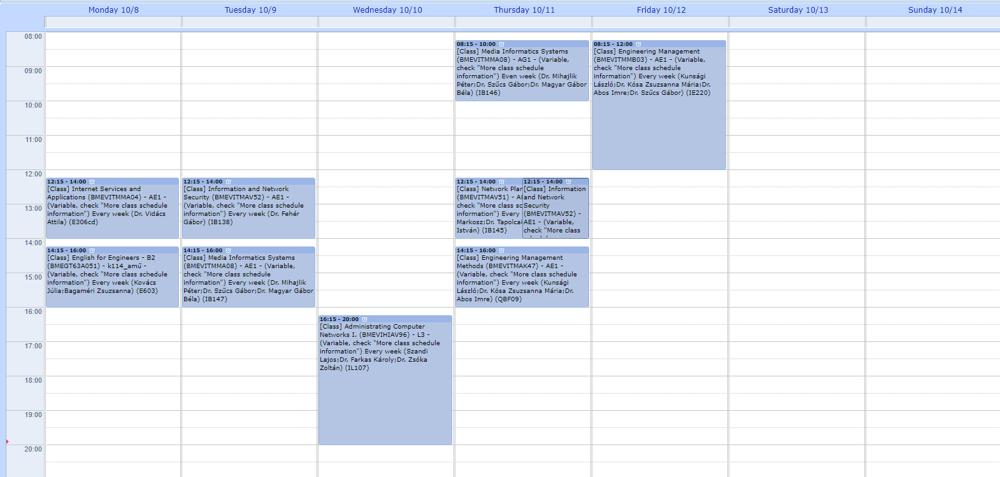 Monday 10/8
Tuesday 10/9
Wednesday 10/10
Thursday 10/11
Friday 10/12
Saturday 10/13
Sunday 10/14
08:00
09:00
10:00
11:00
12:00
13:00
14:00
15:00
16:00
17:00
18:00
19:00
20:00
12:15 - 14:00
[Class] Internet Services and
Applications (BMEVITMMA04) - AE1 -
(Variable, check "More class schedule
information") Every week (Dr. Vidács
Attila) (E306cd)
14:15 - 16:00
[Class] English for Engineers - B2
(BMEGT63A051) - k114_amű -
(Variable, check "More class schedule
information") Every week (Kovács
Júlia;Bagaméri Zsuzsanna) (E603)
12:15 - 14:00
[Class] Information and Network
Security (BMEVITMAV52) - AE1 -
(Variable, check "More class schedule
information") Every week (Dr. Fehér
Gábor) (IB138)
14:15 - 16:00
[Class] Media Informatics Systems
(BMEVITMMA08) - AE1 - (Variable,
check "More class schedule
information") Every week (Dr. Mihajlik
Péter;Dr. Szűcs Gábor;Dr. Magyar Gábor
Béla) (IB147)
16:15 - 20:00
[Class] Administrating Computer
Networks I. (BMEVIHIAV96) - L3 -
(Variable, check "More class schedule
information") Every week (Szandi
Lajos;Dr. Farkas Károly;Dr. Zsóka
Zoltán) (IL107)
08:15 - 10:00
[Class] Media Informatics Systems
(BMEVITMMA08) - AG1 - (Variable,
check "More class schedule
information") Even week (Dr. Mihajlik
Péter;Dr. Szűcs Gábor;Dr. Magyar Gábor
Béla) (IB146)
12:15 - 14:00
[Class] Network Plan
(BMEVITMAV51) -
check "More class sc
information") Every
Markosz;Dr. Tapolcai
István) (IB145)
12:15 - 14:00
[Class] Information
and Network
Security
(BMEVITMAV52) -
AE1 - (Variable,
check "More class
14:15 - 16:00
[Class] Engineering Management
Methods (BMEVITMAK47) - AE1 -
(Variable, check "More class schedule
information") Every week (Kunsági
László;Dr. Kósa Zsuzsanna Mária;Dr.
Abos Imre) (QBF09)
08:15 - 12:00
[Class] Engineering Management
(BMEVITMMB03) - AE1 - (Variable,
check "More class schedule
information") Every week (Kunsági
László;Dr. Kósa Zsuzsanna Mária;Dr.
Abos Imre;Dr. Szűcs Gábor) (IE220)